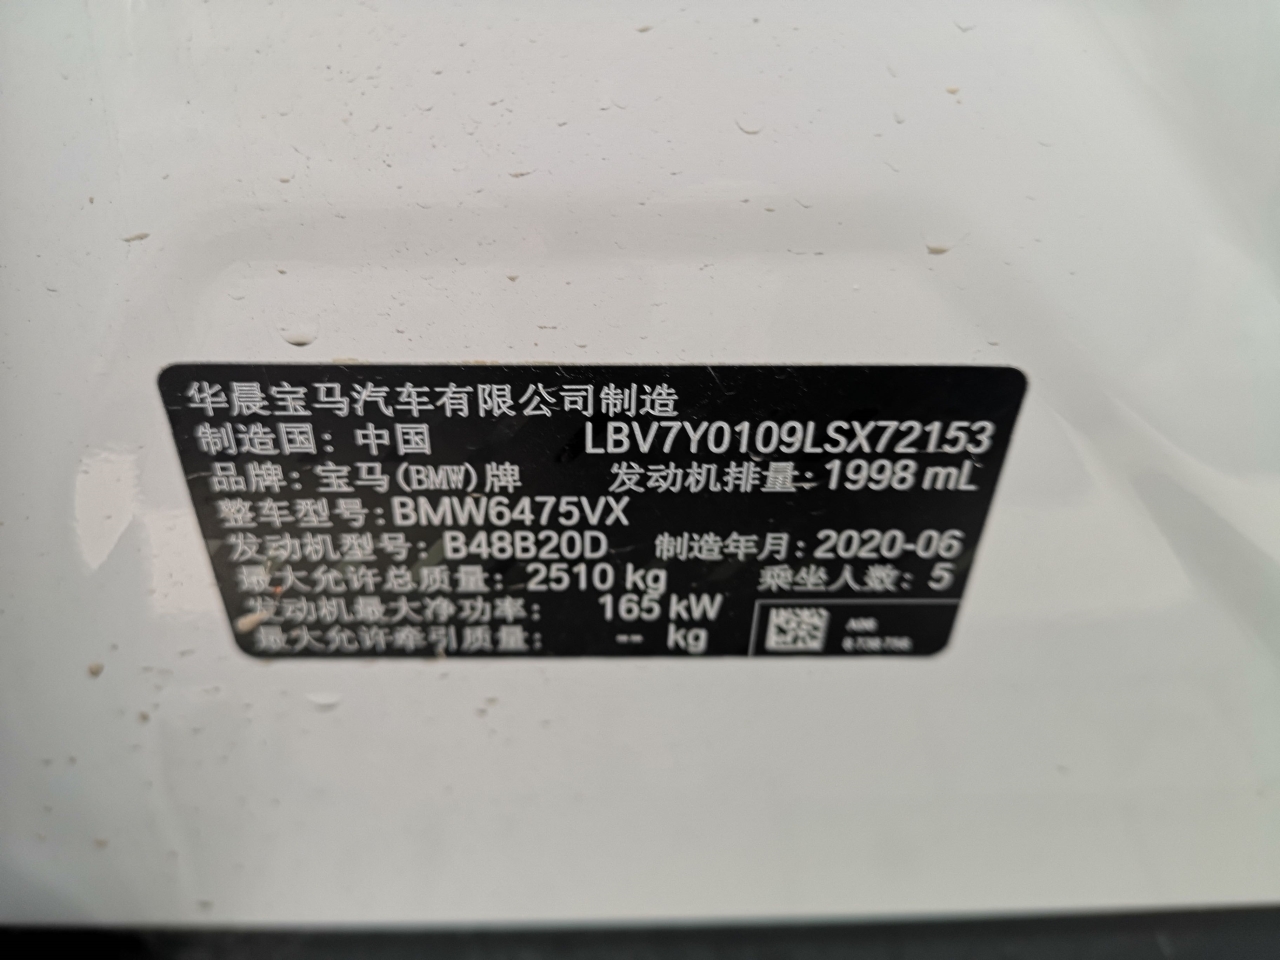 华晨宝马汽车有限公司制造
制造国：中国 LBV7Y0109LSX72153
品牌：宝马(BMW)牌 发动机排量：1998 mL
整车型号：BMW6475VX
发动机型号：B48B20D 制造年月：2020-06
最大允许总质量：2510 kg 乘坐人数：5
发动机最大净功率： 165 kW
最大允许牵引质量： -- kg